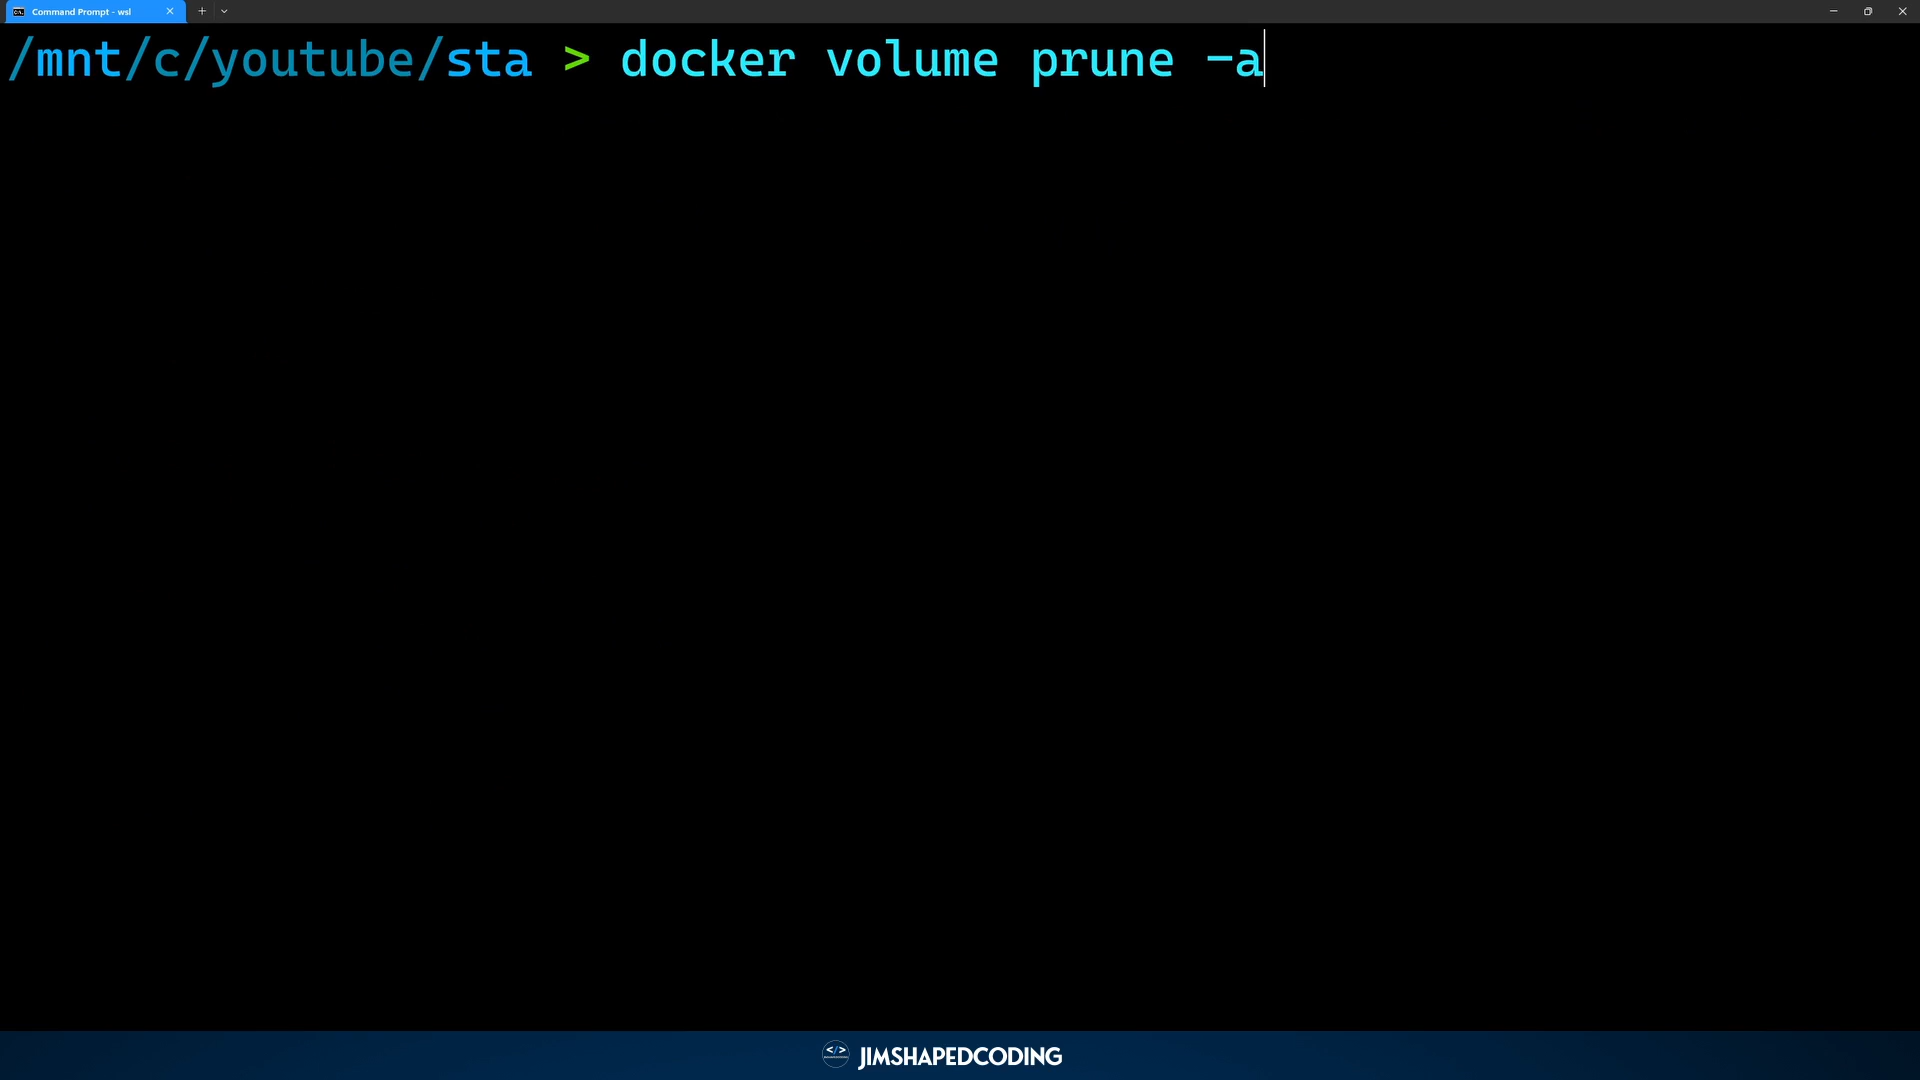 Command Prompt - wsl
/mnt/c/youtube/sta > docker volume prune -a
</> JIMSHAPEDCODING